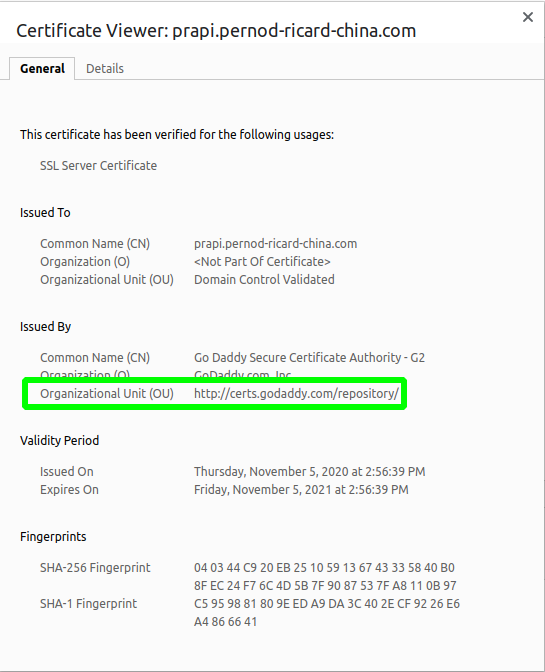 Certificate Viewer: prapi.pernod-ricard-china.com
General Details
This certificate has been verified for the following usages:
SSL Server Certificate
Issued To
Common Name (CN) prapi.pernod-ricard-china.com
Organization (O) <Not Part Of Certificate>
Organizational Unit (OU) Domain Control Validated
Issued By
Common Name (CN) Go Daddy Secure Certificate Authority - G2
Organization (O) GoDaddy.com, Inc.
Organizational Unit (OU) http://certs.godaddy.com/repository/
Validity Period
Issued On Thursday, November 5, 2020 at 2:56:39 PM
Expires On Friday, November 5, 2021 at 2:56:39 PM
Fingerprints
SHA-256 Fingerprint 04 03 44 C9 20 EB 25 10 59 13 67 43 33 58 40 B0
8F EC 24 F7 6C 4D 5B 7F 90 87 53 7F A8 11 0B 97
SHA-1 Fingerprint C5 95 98 81 80 9E ED A9 DA 3C 40 2E CF 92 26 E6
A4 86 66 41